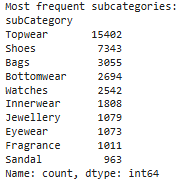 Most frequent subcategories:
subCategory
Topwear 15402
Shoes 7343
Bags 3055
Bottomwear 2694
Watches 2542
Innerwear 1808
Jewellery 1079
Eyewear 1073
Fragrance 1011
Sandal 963
Name: count, dtype: int64